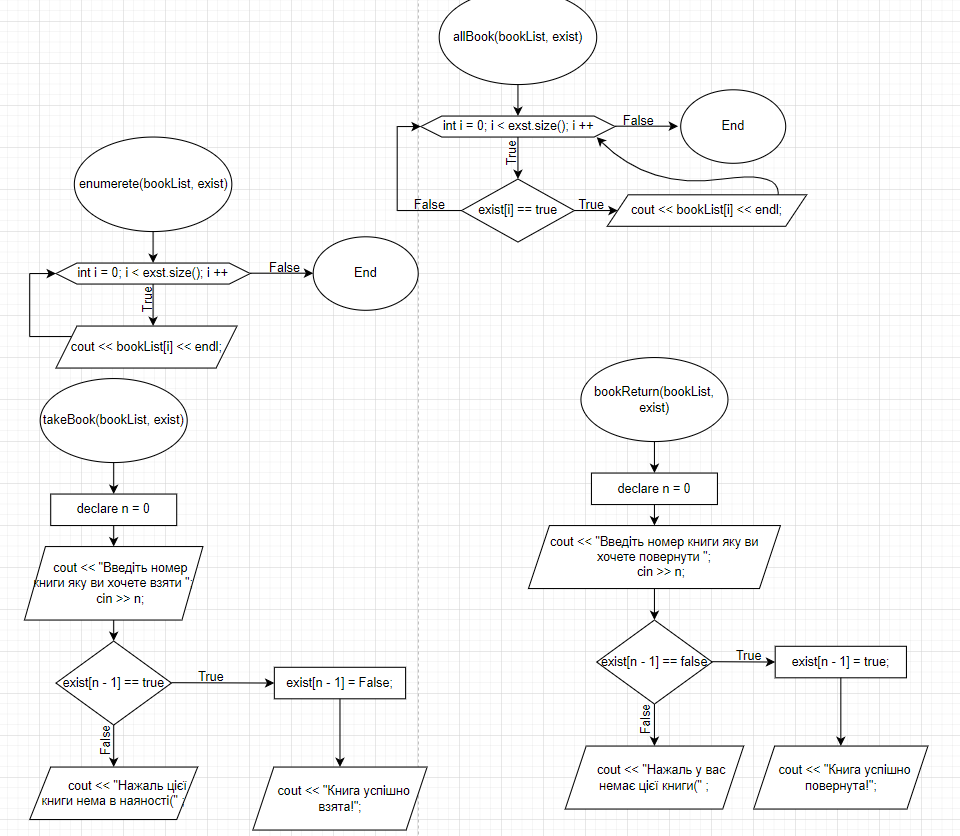 allBook(bookList, exist)
int i = 0; i < exst.size(); i ++
False
End
True
exist[i] == true
False
True
cout << bookList[i] << endl;
enumerete(bookList, exist)
int i = 0; i < exst.size(); i ++
False
End
True
cout << bookList[i] << endl;
takeBook(bookList, exist)
declare n = 0
cout << "Введіть номер
книги яку ви хочете взяти ";
cin >> n;
exist[n - 1] == true
True
exist[n - 1] = False;
False
cout << "Нажаль цієї
книги нема в наяності(" ;
cout << "Книга успішно
взята!";
bookReturn(bookList,
exist)
declare n = 0
cout << "Введіть номер книги яку ви
хочете повернути ";
cin >> n;
exist[n - 1] == false
True
exist[n - 1] = true;
False
cout << "Нажаль у вас
немає цієї книги(" ;
cout << "Книга успішно
повернута!";